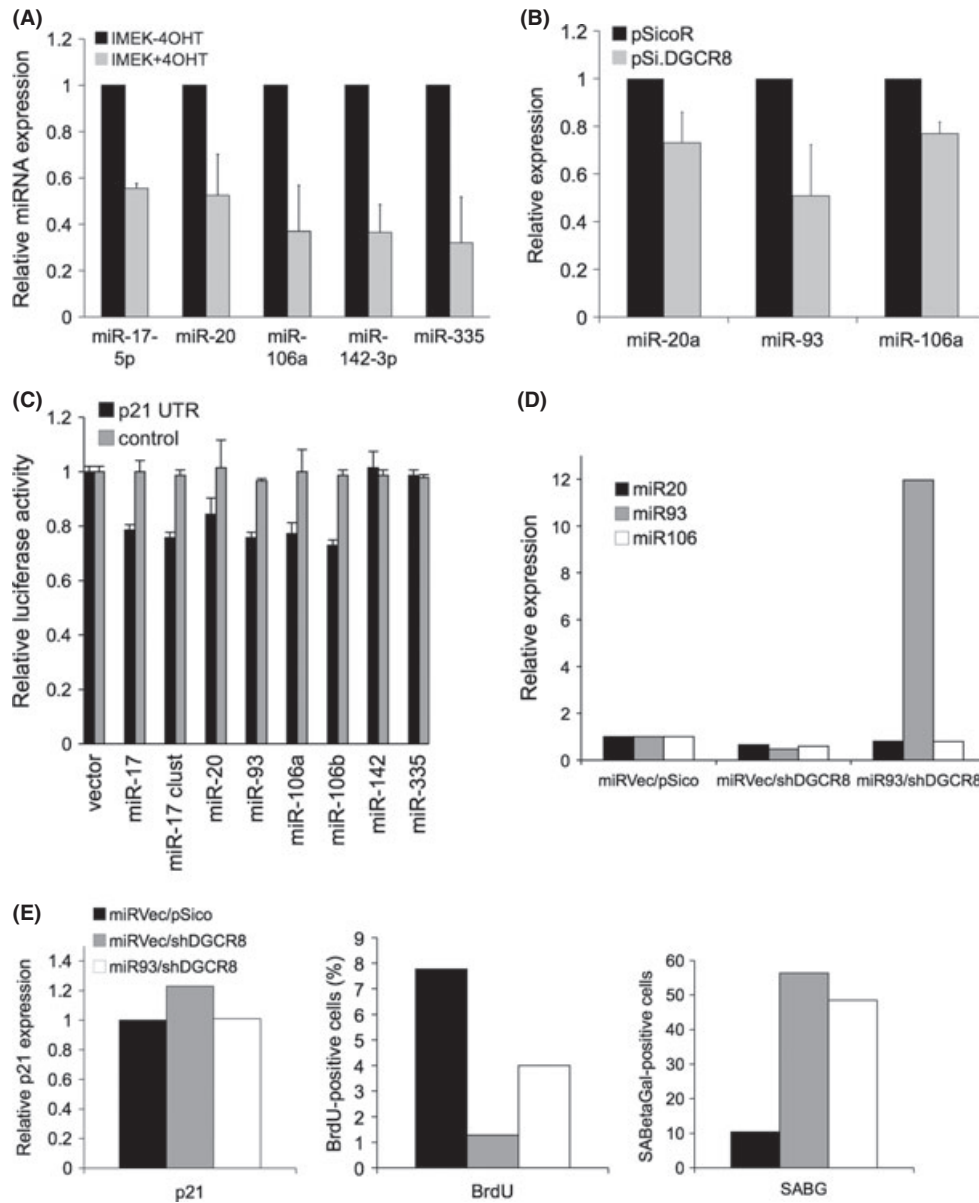 (A)
IMEK-4OHT
IMEK+4OHT
Relative miRNA expression
1.2
1
0.8
0.6
0.4
0.2
0
miR-17-
5p
miR-20
miR-
106a
miR-
142-3p
miR-335
(B)
pSicoR
pSi.DGCR8
Relative expression
1.2
1
0.8
0.6
0.4
0.2
0
miR-20a
miR-93
miR-106a
(C)
p21 UTR
control
Relative luciferase activity
1.2
1
0.8
0.6
0.4
0.2
0
vector
miR-17
miR-17 clust
miR-20
miR-93
miR-106a
miR-106b
miR-142
miR-335
(D)
miR20
miR93
miR106
Relative expression
12
10
8
6
4
2
0
miRVec/pSico
miRVec/shDGCR8
miR93/shDGCR8
(E)
miRVec/pSico
miRVec/shDGCR8
miR93/shDGCR8
Relative p21 expression
1.4
1.2
1
0.8
0.6
0.4
0.2
0
p21
BrdU-positive cells (%)
9
8
7
6
5
4
3
2
1
0
BrdU
SABetaGal-positive cells
60
50
40
30
20
10
0
SABG